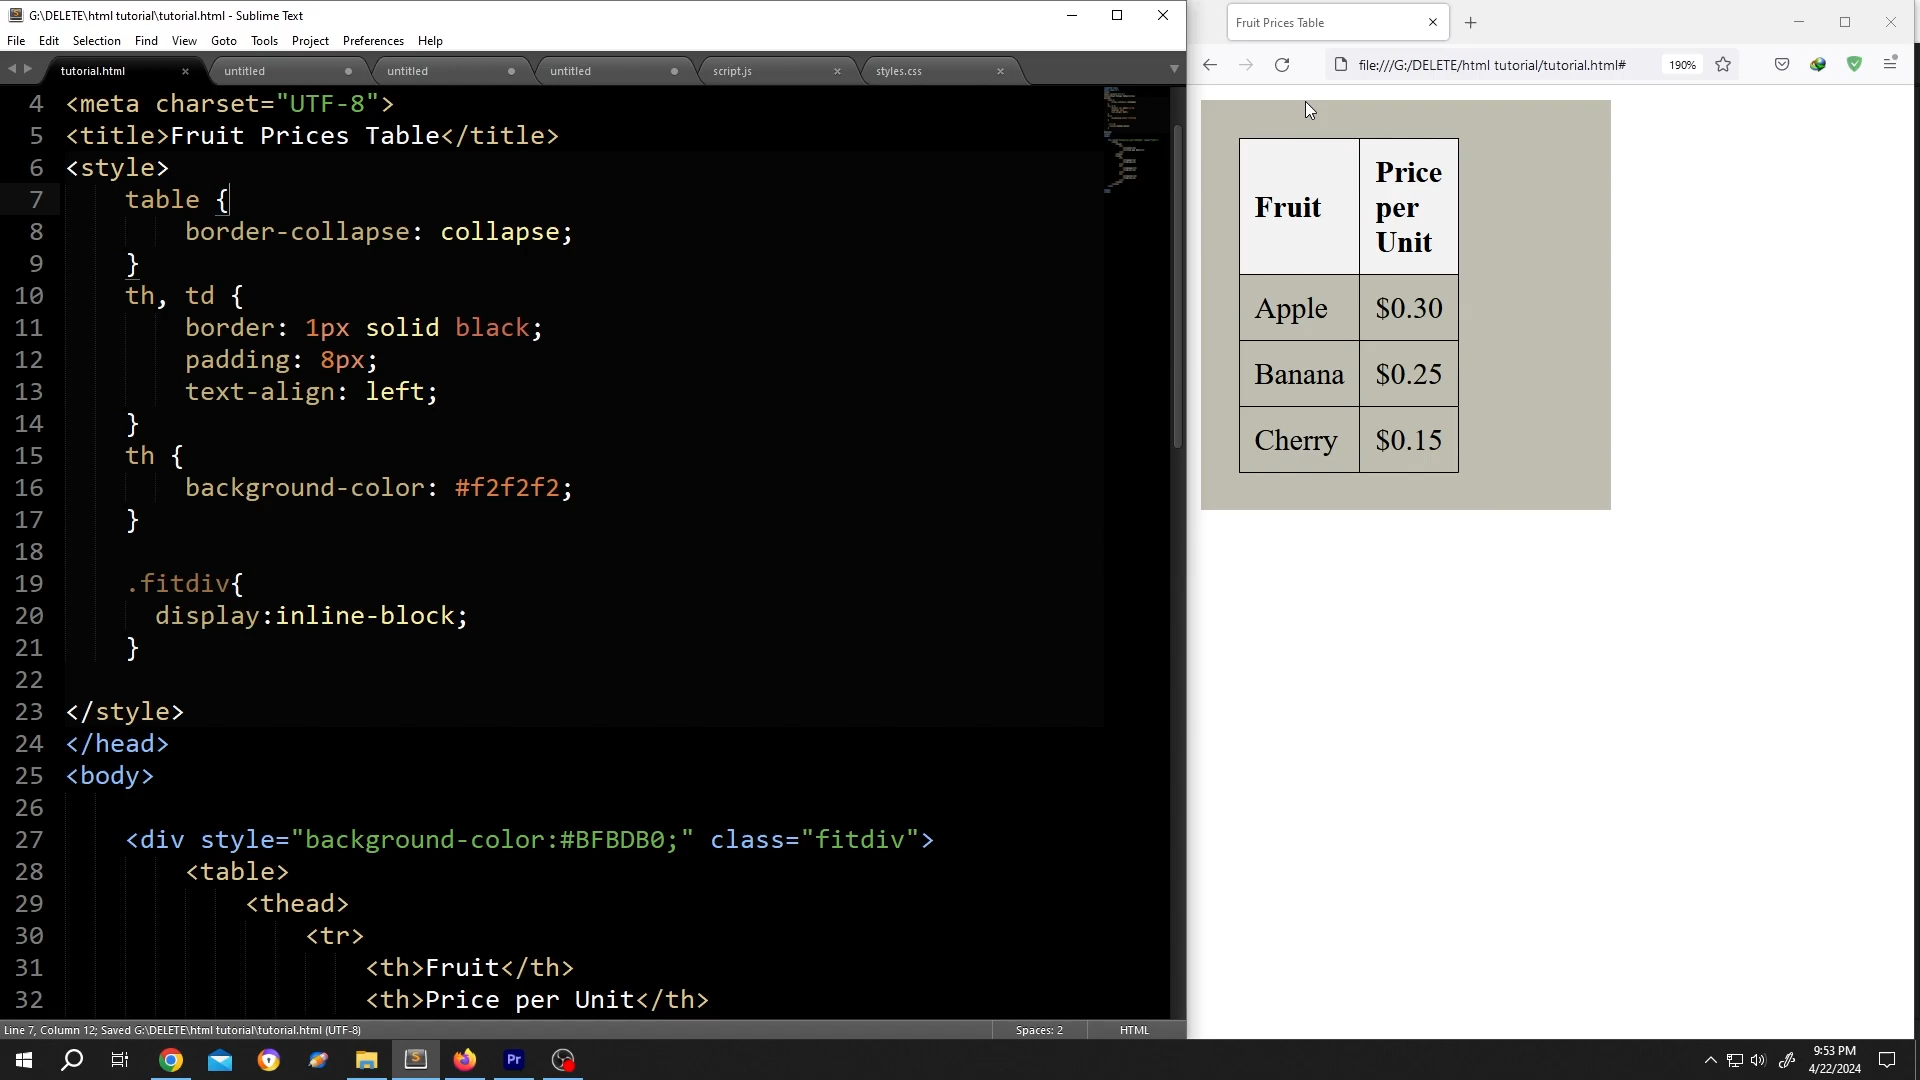 G:\DELETE\html tutorial\tutorial.html - Sublime Text
File Edit Selection Find View Goto Tools Project Preferences Help
tutorial.html untitled untitled untitled script.js styles.css
4 <meta charset="UTF-8">
5 <title>Fruit Prices Table</title>
6 <style>
7 table {
8 border-collapse: collapse;
9 }
10 th, td {
11 border: 1px solid black;
12 padding: 8px;
13 text-align: left;
14 }
15 th {
16 background-color: #f2f2f2;
17 }
18
19 .fitdiv{
20 display:inline-block;
21 }
22
23 </style>
24 </head>
25 <body>
26
27 <div style="background-color:#BFBDB0;" class="fitdiv">
28 <table>
29 <thead>
30 <tr>
31 <th>Fruit</th>
32 <th>Price per Unit</th>
Line 7, Column 12; Saved G:\DELETE\html tutorial\tutorial.html (UTF-8)
Spaces: 2
HTML
Fruit Prices Table
file:///G:/DELETE/html tutorial/tutorial.html#
190%
Fruit
Price
per
Unit
Apple $0.30
Banana $0.25
Cherry $0.15
S
Pr
9:53 PM
4/22/2024